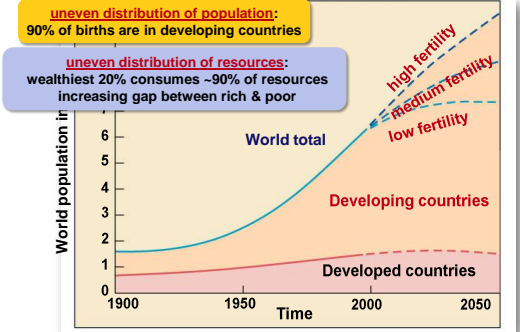 uneven distribution of population:
90% of births are in developing countries
uneven distribution of resources:
wealthiest 20% consumes ~90% of resources
increasing gap between rich & poor
high fertility
medium fertility
low fertility
World total
Developing countries
Developed countries
World population in
6
5
4
3
2
1
0
1900
1950
2000
2050
Time